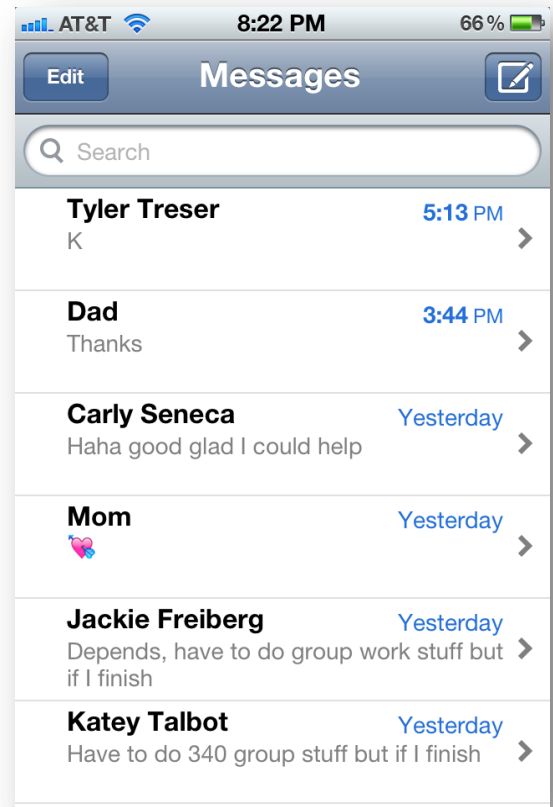 AT&T 8:22 PM 66%
Edit Messages
Search
Tyler Treser 5:13 PM
K
Dad 3:44 PM
Thanks
Carly Seneca Yesterday
Haha good glad I could help
Mom Yesterday
💘
Jackie Freiberg Yesterday
Depends, have to do group work stuff but
if I finish
Katey Talbot Yesterday
Have to do 340 group stuff but if I finish